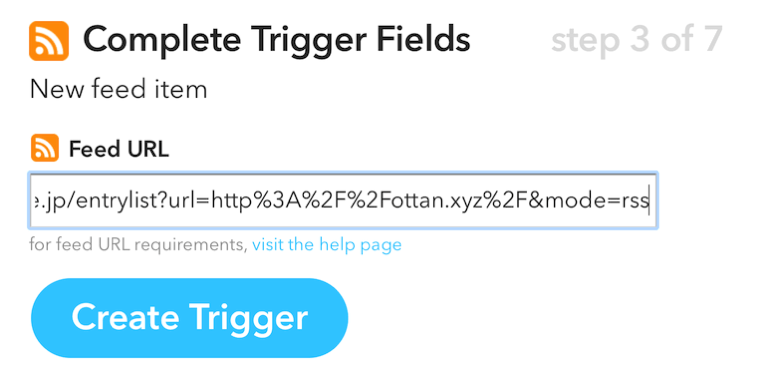 Complete Trigger Fields step 3 of 7
New feed item
Feed URL
e.jp/entrylist?url=http%3A%2F%2Fottan.xyz%2F&mode=rss
for feed URL requirements, visit the help page
Create Trigger